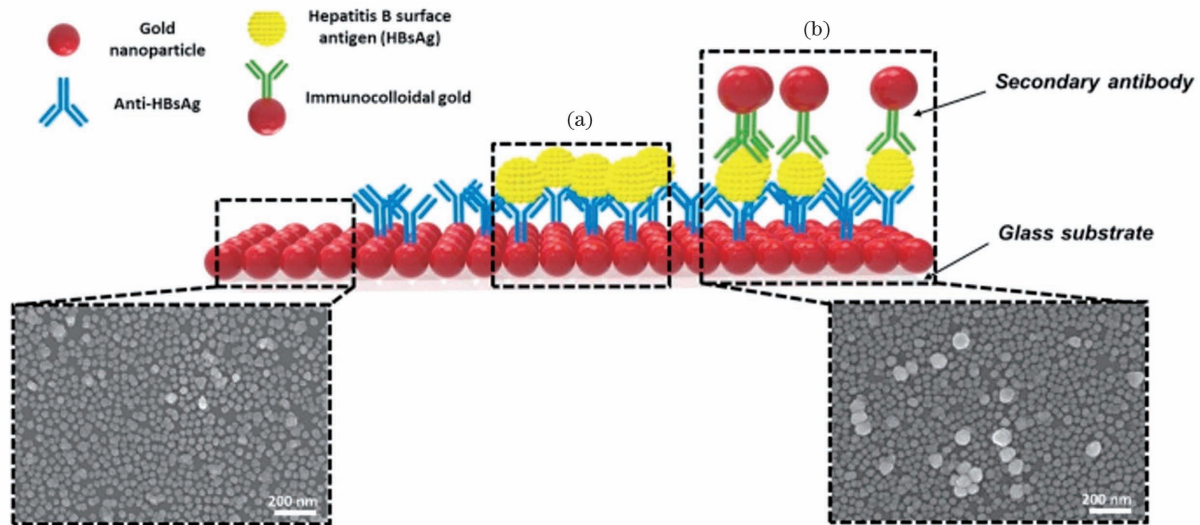 Gold
nanoparticle
Hepatitis B surface
antigen (HBsAg)
Anti-HBsAg
Immunocolloidal gold
(a)
(b)
Secondary antibody
Glass substrate
200 nm
200 nm